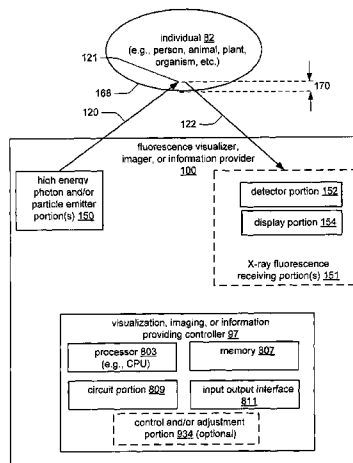 individual 82
(e.g., person, animal, plant,
organism, etc.)
121
168
170
120
122
fluorescence visualizer,
imager, or information provider
100
high energy
photon and/or
particle emitter
portion(s) 150
detector portion 152
display portion 154
X-ray fluorescence
receiving portion(s) 151
visualization, imaging, or information
providing controller 97
processor 803
(e.g., CPU)
memory 807
circuit portion 809
input output interface
811
control and/or adjustment
portion 934 (optional)